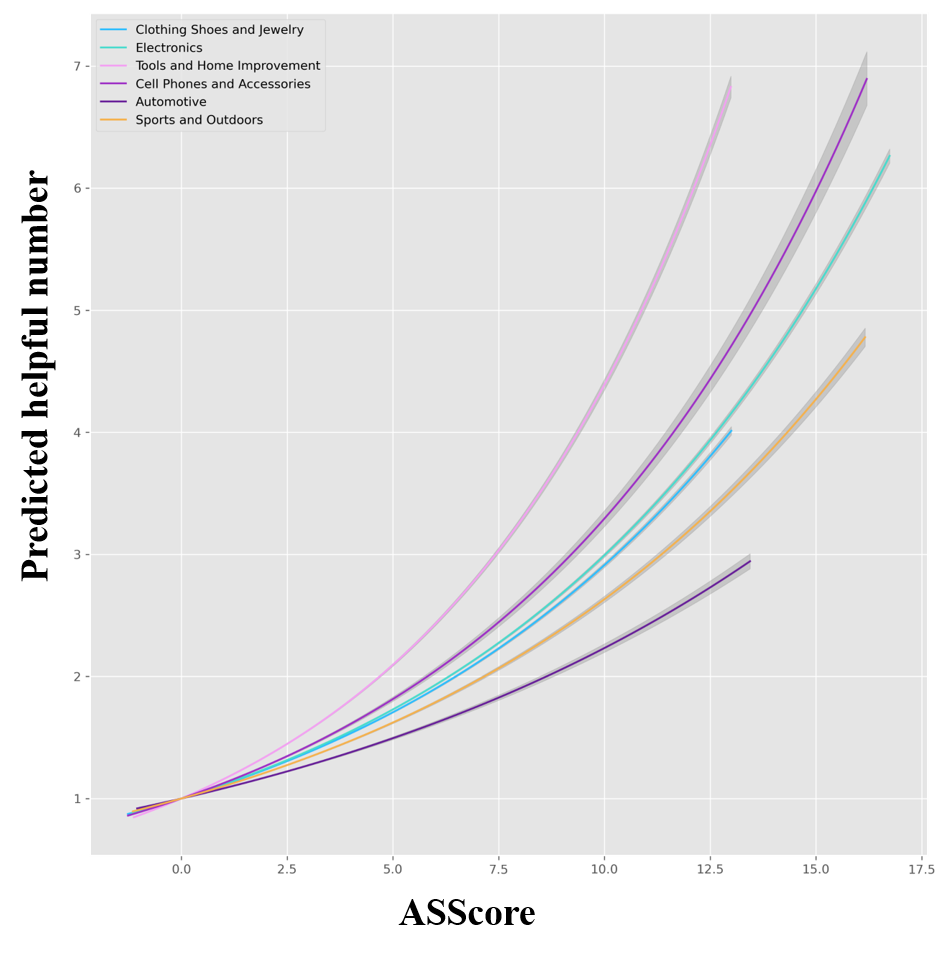 Clothing Shoes and Jewelry
Electronics
Tools and Home Improvement
Cell Phones and Accessories
Automotive
Sports and Outdoors
Predicted helpful number
7
6
5
4
3
2
1
0.0 2.5 5.0 7.5 10.0 12.5 15.0 17.5
ASScore